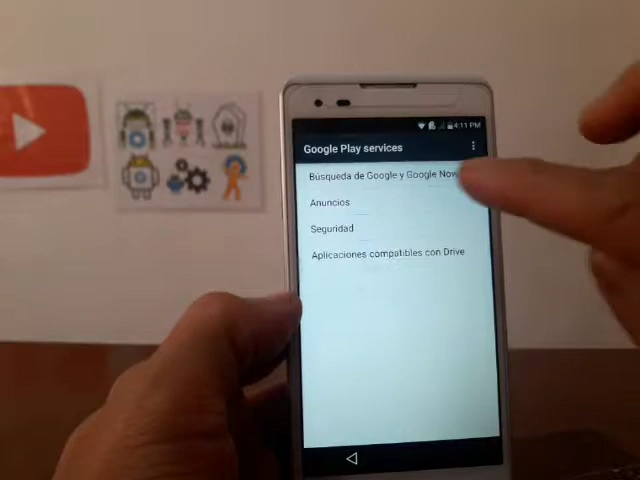 4:11 PM
Google Play services
Búsqueda de Google y Google Now
Anuncios
Seguridad
Aplicaciones compatibles con Drive